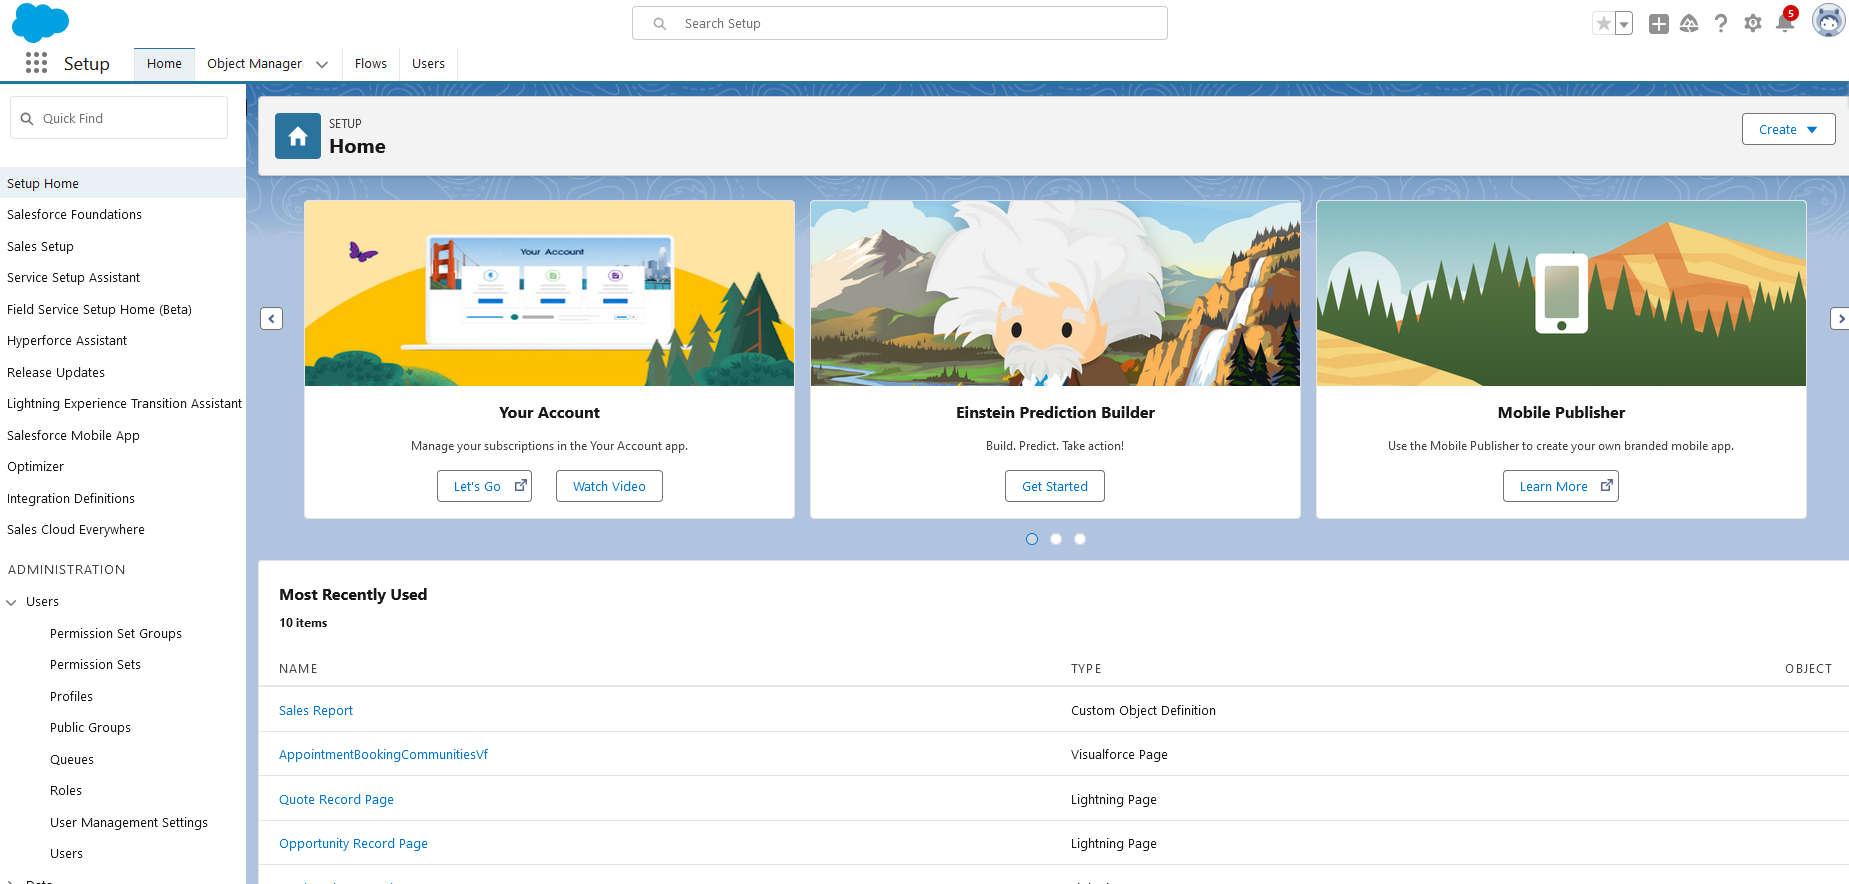 Search Setup
5
Setup
Home
Object Manager
Flows
Users
Quick Find
Setup Home
Salesforce Foundations
Sales Setup
Service Setup Assistant
Field Service Setup Home (Beta)
Hyperforce Assistant
Release Updates
Lightning Experience Transition Assistant
Salesforce Mobile App
Optimizer
Integration Definitions
Sales Cloud Everywhere
ADMINISTRATION
Users
Permission Set Groups
Permission Sets
Profiles
Public Groups
Queues
Roles
User Management Settings
Users
SETUP
Home
Create
Your Account
Your Account
Manage your subscriptions in the Your Account app.
Let's Go
Watch Video
Einstein Prediction Builder
Build. Predict. Take action!
Get Started
Mobile Publisher
Use the Mobile Publisher to create your own branded mobile app.
Learn More
Most Recently Used
10 items
NAME TYPE OBJECT
Sales Report Custom Object Definition
AppointmentBookingCommunitiesVf Visualforce Page
Quote Record Page Lightning Page
Opportunity Record Page Lightning Page